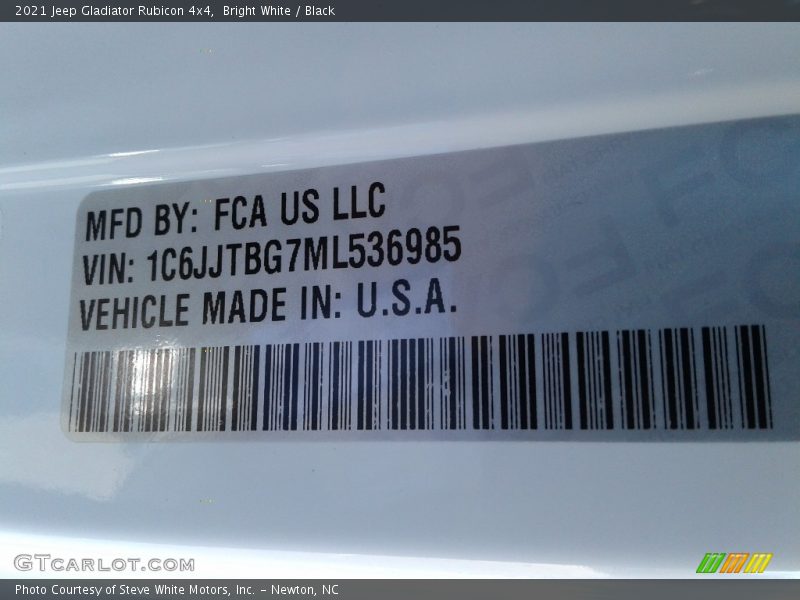 2021 Jeep Gladiator Rubicon 4x4,  Bright White / Black
MFD BY: FCA US LLC
VIN: 1C6JJTBG7ML536985
VEHICLE MADE IN: U.S.A.
GTCARLOT.COM
Photo Courtesy of Steve White Motors, Inc. – Newton, NC